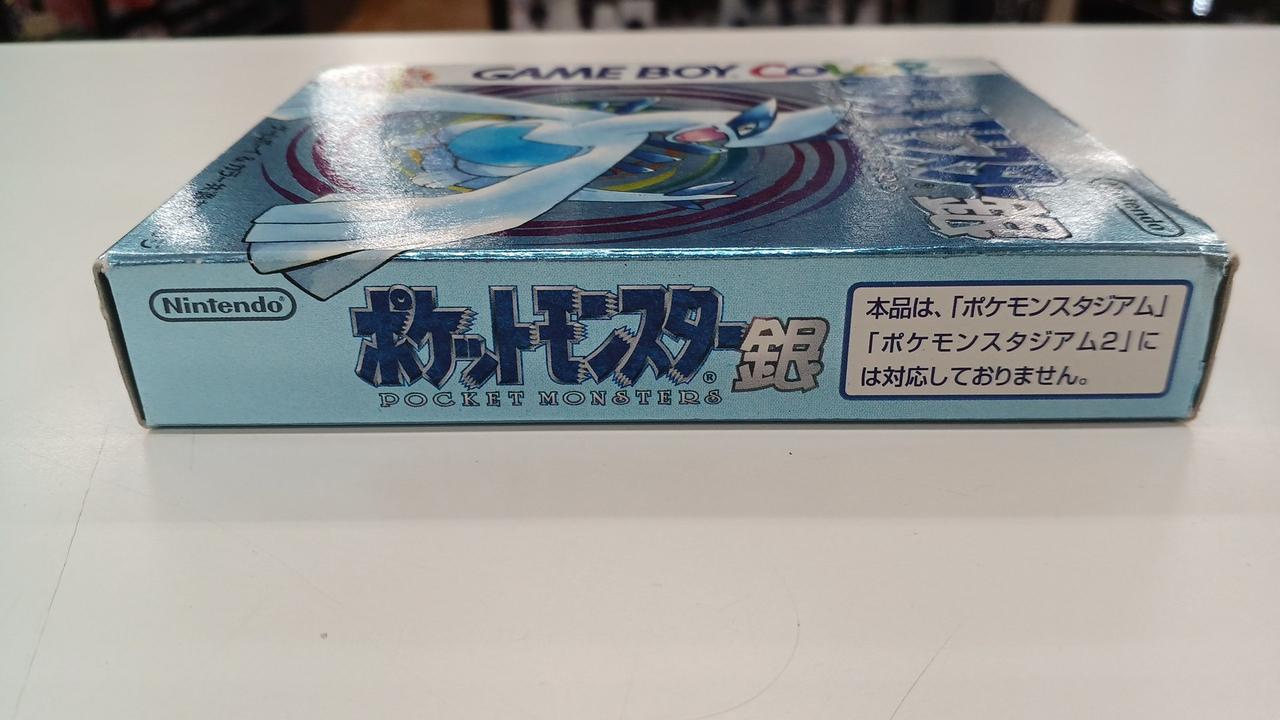 GAME BOY COLOR
銀
Nintendo
Nintendo
ポケットモンスター銀
POCKET MONSTERS
本品は、「ポケモンスタジアム」
「ポケモンスタジアム2」に
は対応しておりません。